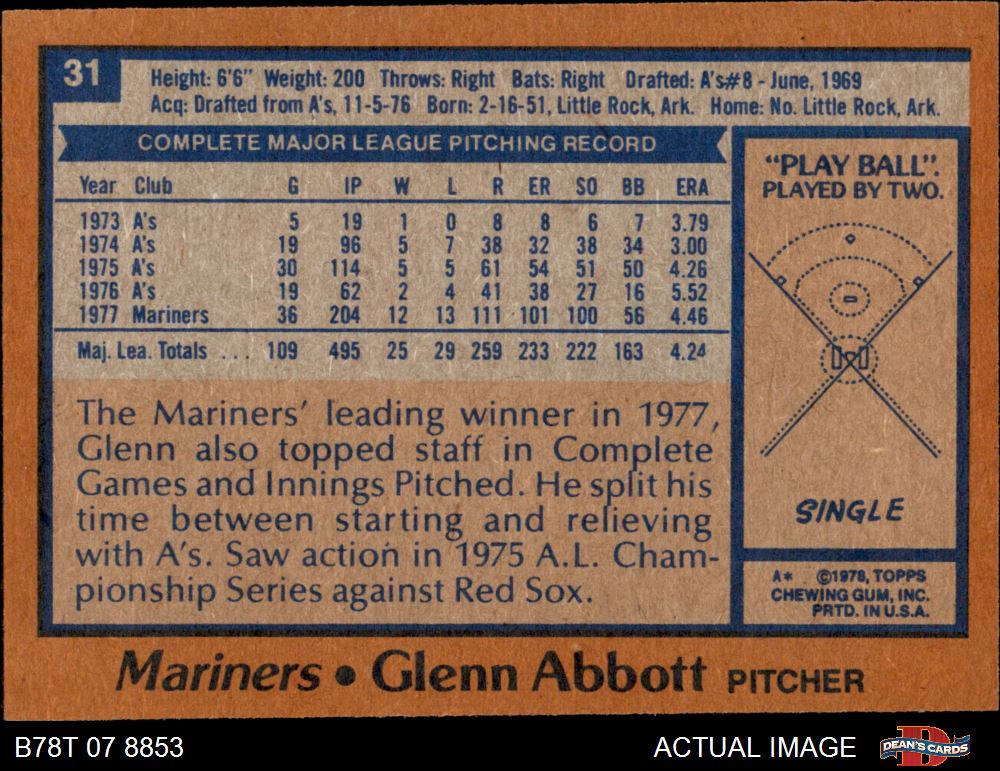 31
Height: 6'6" Weight: 200 Throws: Right Bats: Right Drafted: A's#8 - June, 1969
Acq: Drafted from A's, 11-5-76 Born: 2-16-51, Little Rock, Ark. Home: No. Little Rock, Ark.
COMPLETE MAJOR LEAGUE PITCHING RECORD
Year Club G IP W L R ER SO BB ERA
1973 A's 5 19 1 0 8 8 6 7 3.79
1974 A's 19 96 5 7 38 32 38 34 3.00
1975 A's 30 114 5 5 61 54 51 50 4.26
1976 A's 19 62 2 4 41 38 27 16 5.52
1977 Mariners 36 204 12 13 111 101 100 56 4.46
Maj. Lea. Totals ... 109 495 25 29 259 233 222 163 4.24
The Mariners' leading winner in 1977,
Glenn also topped staff in Complete
Games and Innings Pitched. He split his
time between starting and relieving
with A's. Saw action in 1975 A.L. Cham-
pionship Series against Red Sox.
"PLAY BALL".
PLAYED BY TWO.
SINGLE
A* ©1978, TOPPS
CHEWING GUM, INC.
PRTD. IN U.S.A.
Mariners • Glenn Abbott PITCHER
B78T 07 8853
ACTUAL IMAGE
DEAN'S CARDS